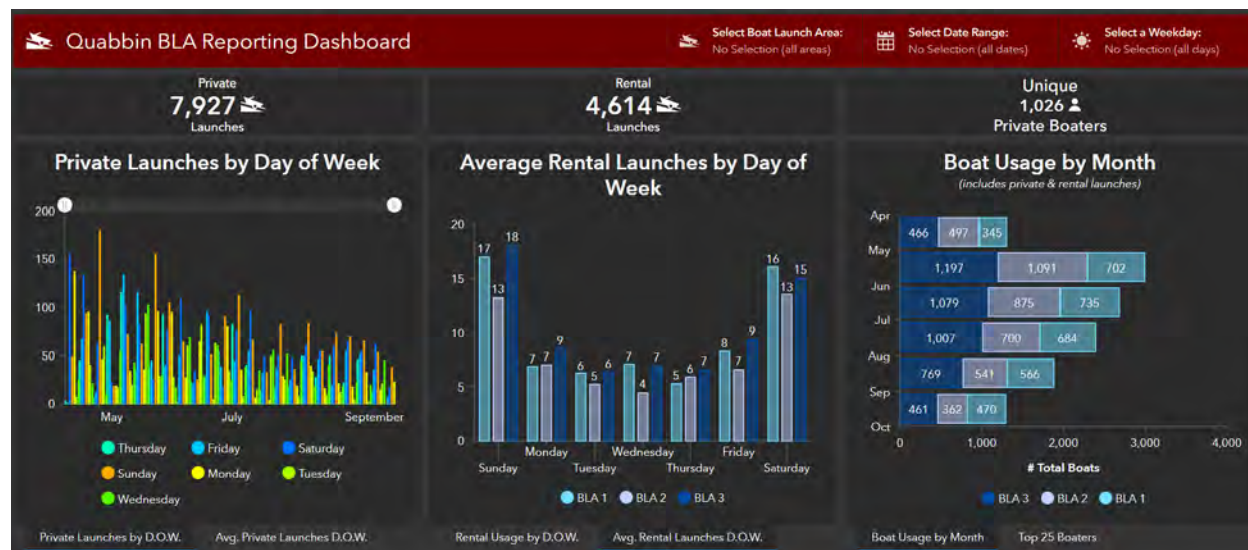 Quabbin BLA Reporting Dashboard
Select Boat Launch Area:
No Selection (all areas)
Select Date Range:
No Selection (all dates)
Select a Weekday:
No Selection (all days)
Private
7,927
Launches
Rental
4,614
Launches
Unique
1,026
Private Boaters
Private Launches by Day of Week
200
150
100
50
0
May July September
Thursday Friday Saturday
Sunday Monday Tuesday
Wednesday
Private Launches by D.O.W. Avg. Private Launches D.O.W.
Average Rental Launches by Day of
Week
20
15
10
5
0
17 13 18
7 7 9
6 5 6
7 4 7
5 6 7
8 7 9
16 13 15
Monday Wednesday Friday
Sunday Tuesday Thursday Saturday
BLA 1 BLA 2 BLA 3
Rental Usage by D.O.W. Avg. Rental Launches D.O.W.
Boat Usage by Month
(includes private & rental launches)
Apr
466 497 345
May
1,197 1,091 702
Jun
1,079 875 735
Jul
1,007 700 684
Aug
769 541 566
Sep
461 362 470
Oct
0 1,000 2,000 3,000 4,000
# Total Boats
BLA 3 BLA 2 BLA 1
Boat Usage by Month Top 25 Boaters